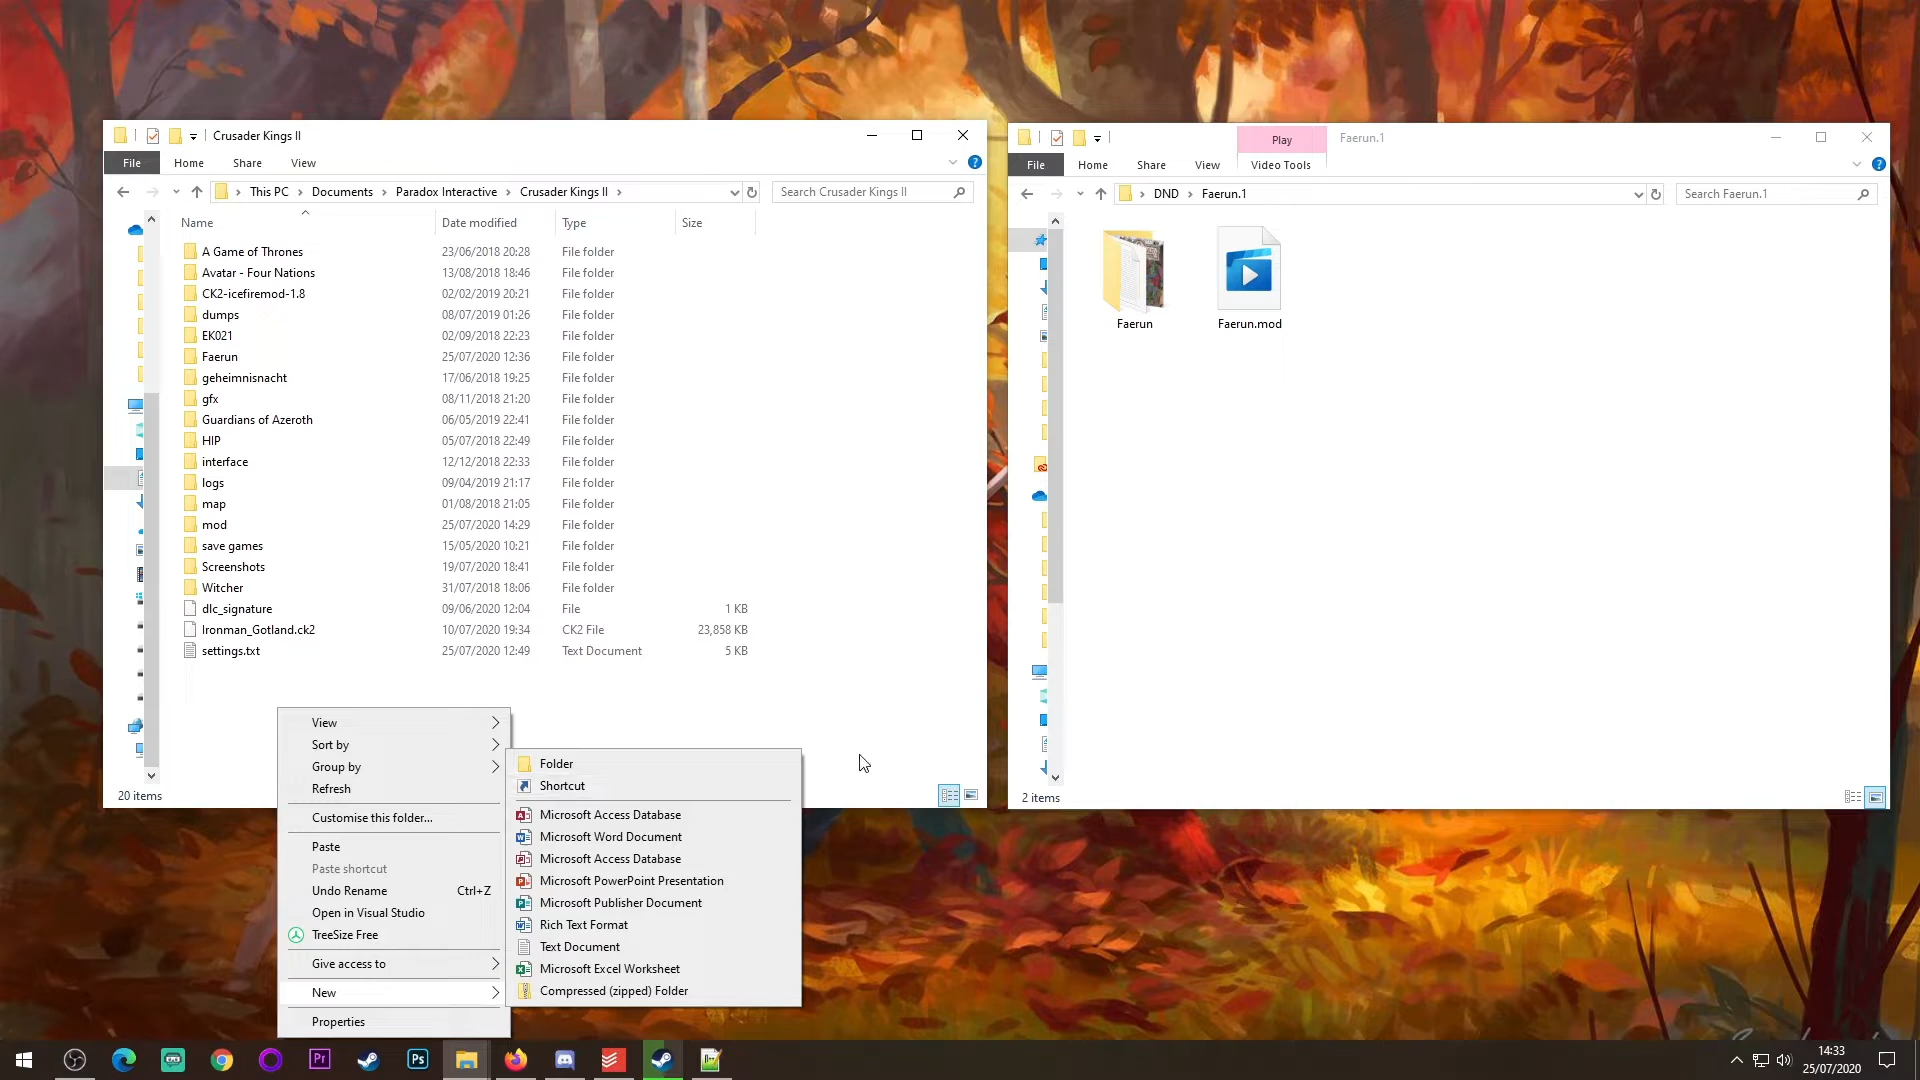 Crusader Kings II
File Home Share View
This PC Documents Paradox Interactive Crusader Kings II Search Crusader Kings II
Name Date modified Type Size
A Game of Thrones 23/06/2018 20:28 File folder
Avatar - Four Nations 13/08/2018 18:46 File folder
CK2-icefiremod-1.8 02/02/2019 20:21 File folder
dumps 08/07/2019 01:26 File folder
EK021 02/09/2018 22:23 File folder
Faerun 25/07/2020 12:36 File folder
geheimnisnacht 17/06/2018 19:25 File folder
gfx 08/11/2018 21:20 File folder
Guardians of Azeroth 06/05/2019 22:41 File folder
HIP 05/07/2018 22:49 File folder
interface 12/12/2018 22:33 File folder
logs 09/04/2019 21:17 File folder
map 01/08/2018 21:05 File folder
mod 25/07/2020 14:29 File folder
save games 15/05/2020 10:21 File folder
Screenshots 19/07/2020 18:41 File folder
Witcher 31/07/2018 18:06 File folder
dlc_signature 09/06/2020 12:04 File 1 KB
Ironman_Gotland.ck2 10/07/2020 19:34 CK2 File 23,858 KB
settings.txt 25/07/2020 12:49 Text Document 5 KB
20 items
View
Sort by
Group by
Refresh
Customise this folder...
Paste
Paste shortcut
Undo Rename Ctrl+Z
Open in Visual Studio
TreeSize Free
Give access to
New
Properties
Folder
Shortcut
Microsoft Access Database
Microsoft Word Document
Microsoft Access Database
Microsoft PowerPoint Presentation
Microsoft Publisher Document
Rich Text Format
Text Document
Microsoft Excel Worksheet
Compressed (zipped) Folder
Play Faerun.1
File Home Share View Video Tools
DND Faerun.1 Search Faerun.1
Faerun Faerun.mod
2 items
Pr Ps
14:33
25/07/2020